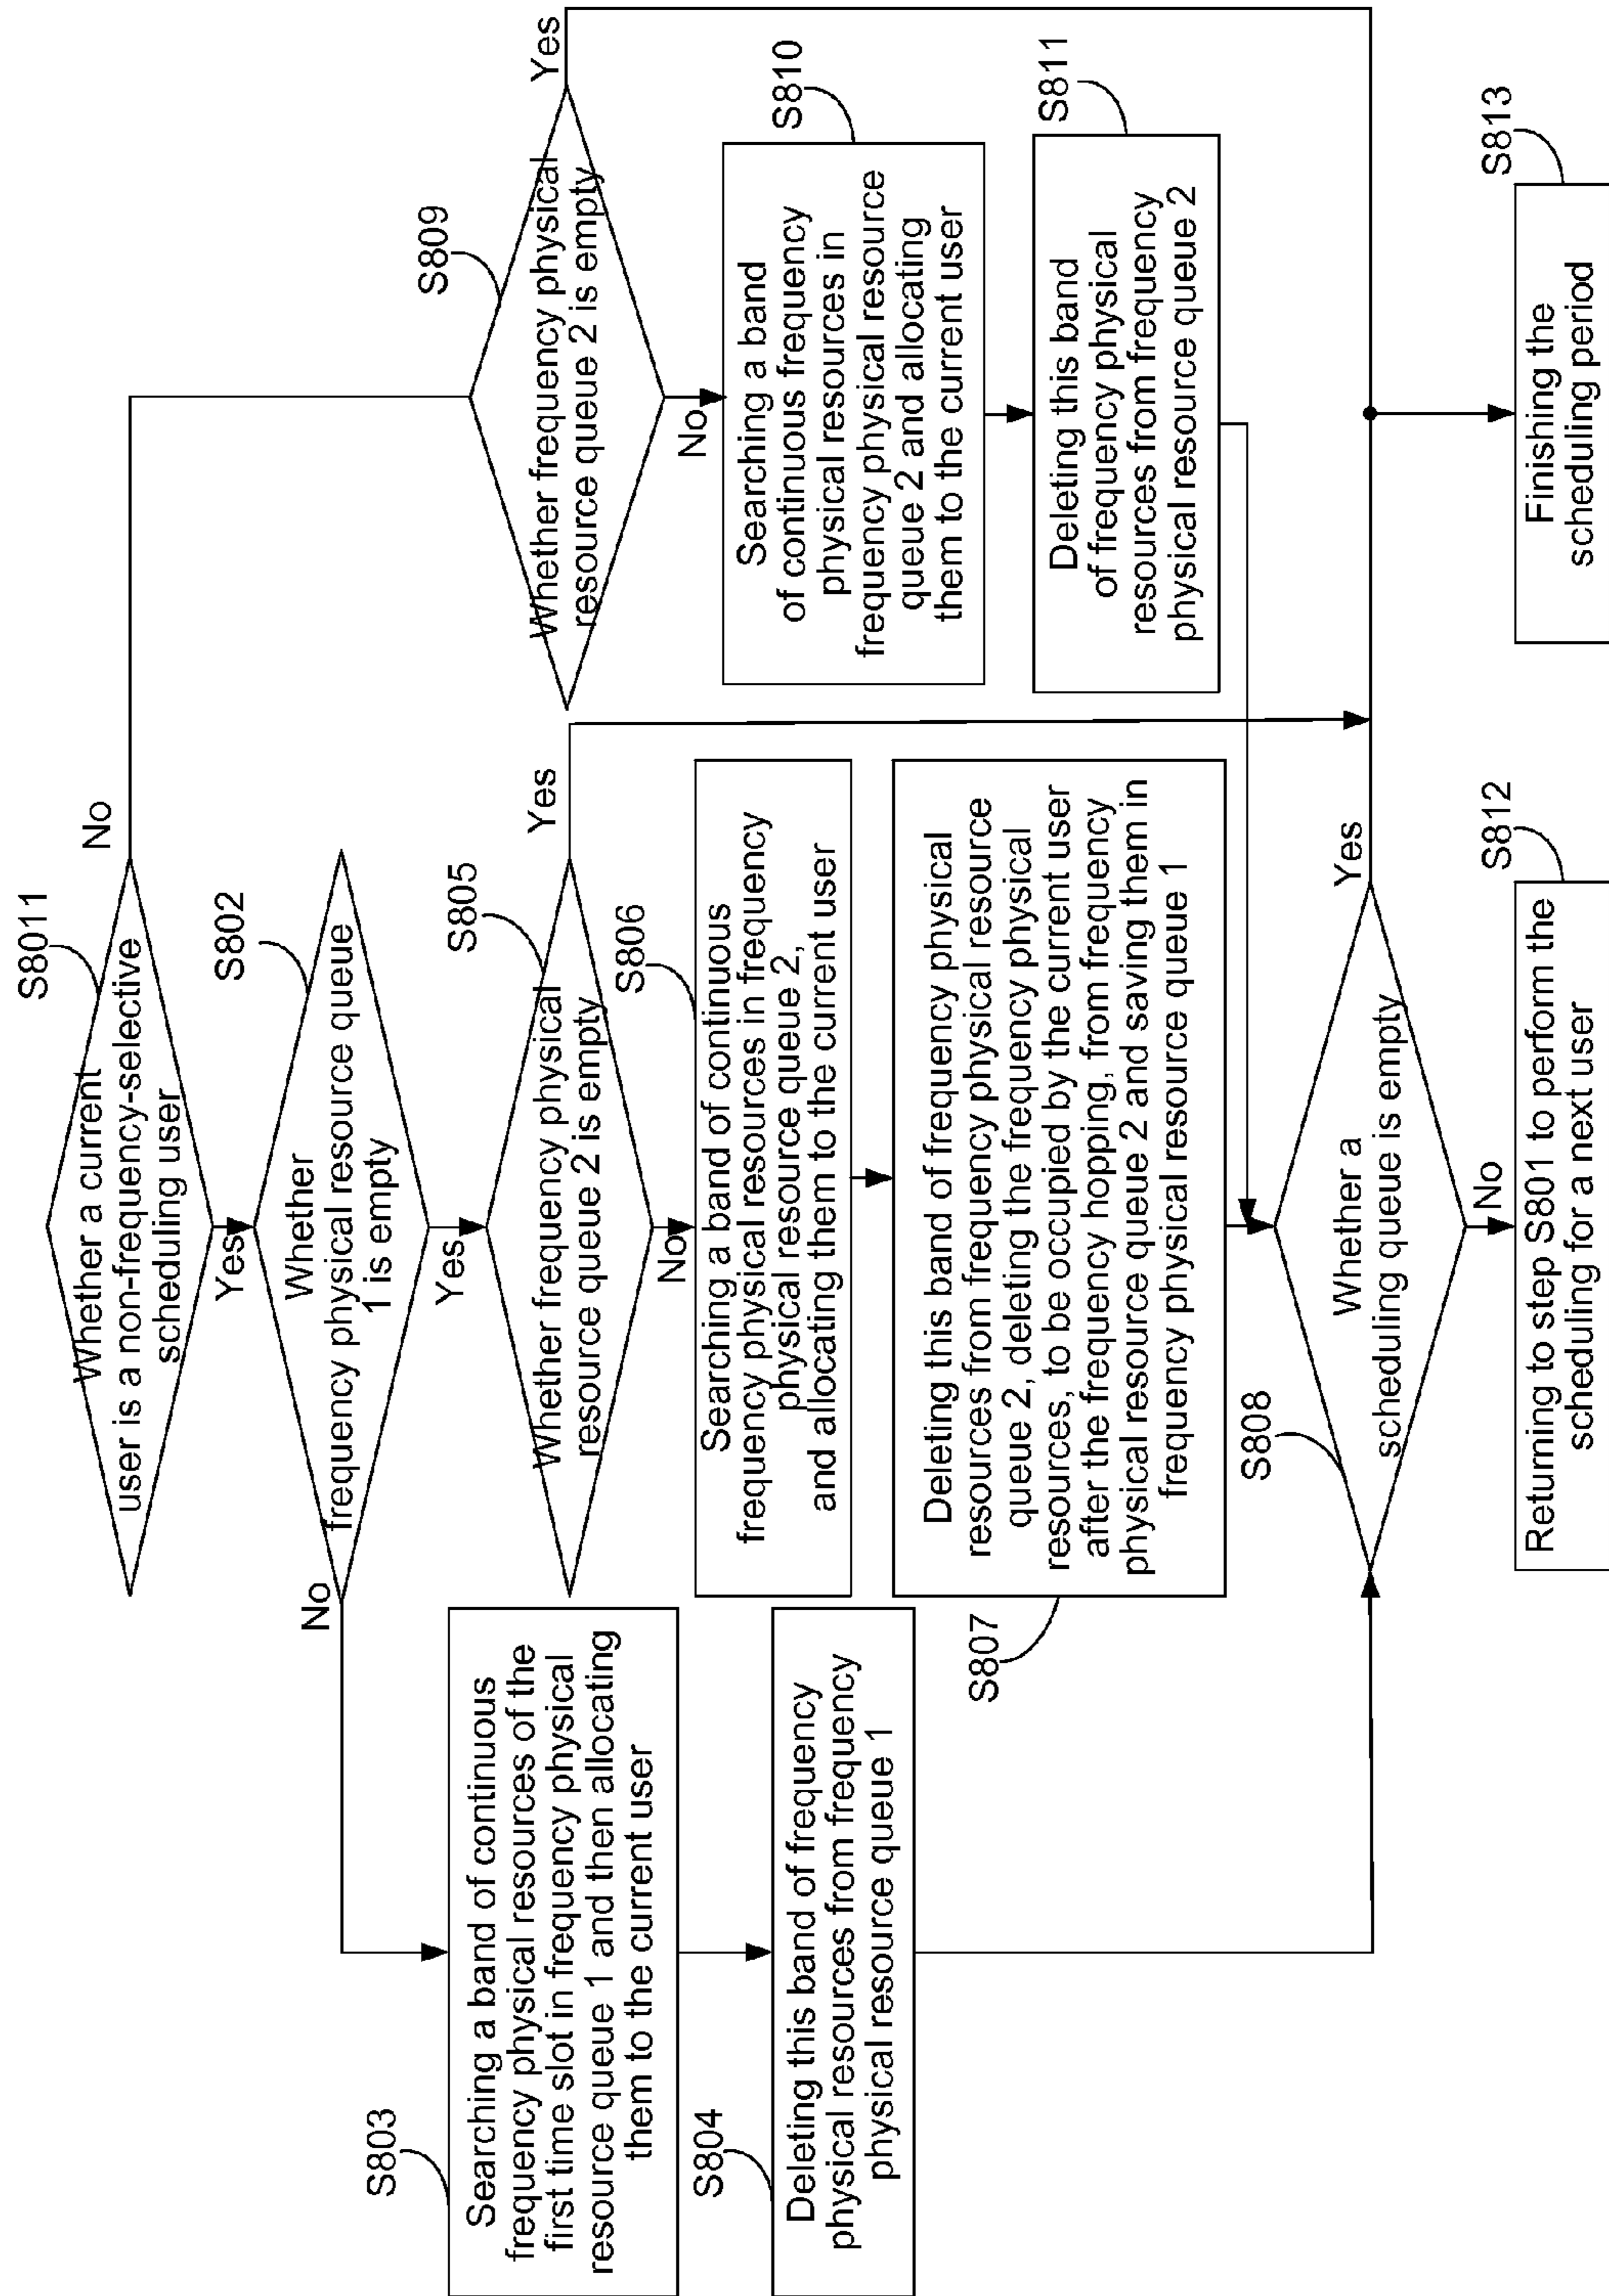 S8011
Whether a current
user is a non-frequency-selective
scheduling user
No
Yes
S802
Whether
frequency physical resource queue
1 is empty
No
Yes
S803
Searching a band of continuous
frequency physical resources of the
first time slot in frequency physical
resource queue 1 and then allocating
them to the current user
S804
Deleting this band of frequency
physical resources from frequency
physical resource queue 1
S805
Whether frequency physical
resource queue 2 is empty
Yes
No
S806
Searching a band of continuous
frequency physical resources in frequency
physical resource queue 2,
and allocating them to the current user
S807
Deleting this band of frequency physical
resources from frequency physical resource
queue 2, deleting the frequency physical
resources, to be occupied by the current user
after the frequency hopping, from frequency
physical resource queue 2 and saving them in
frequency physical resource queue 1
S808
Whether a
scheduling queue is empty
Yes
No
S809
Whether frequency physical
resource queue 2 is empty
Yes
No
S810
Searching a band
of continuous frequency
physical resources in
frequency physical resource
queue 2 and allocating
them to the current user
S811
Deleting this band
of frequency physical
resources from frequency
physical resource queue 2
S812
Returning to step S801 to perform the
scheduling for a next user
S813
Finishing the
scheduling period